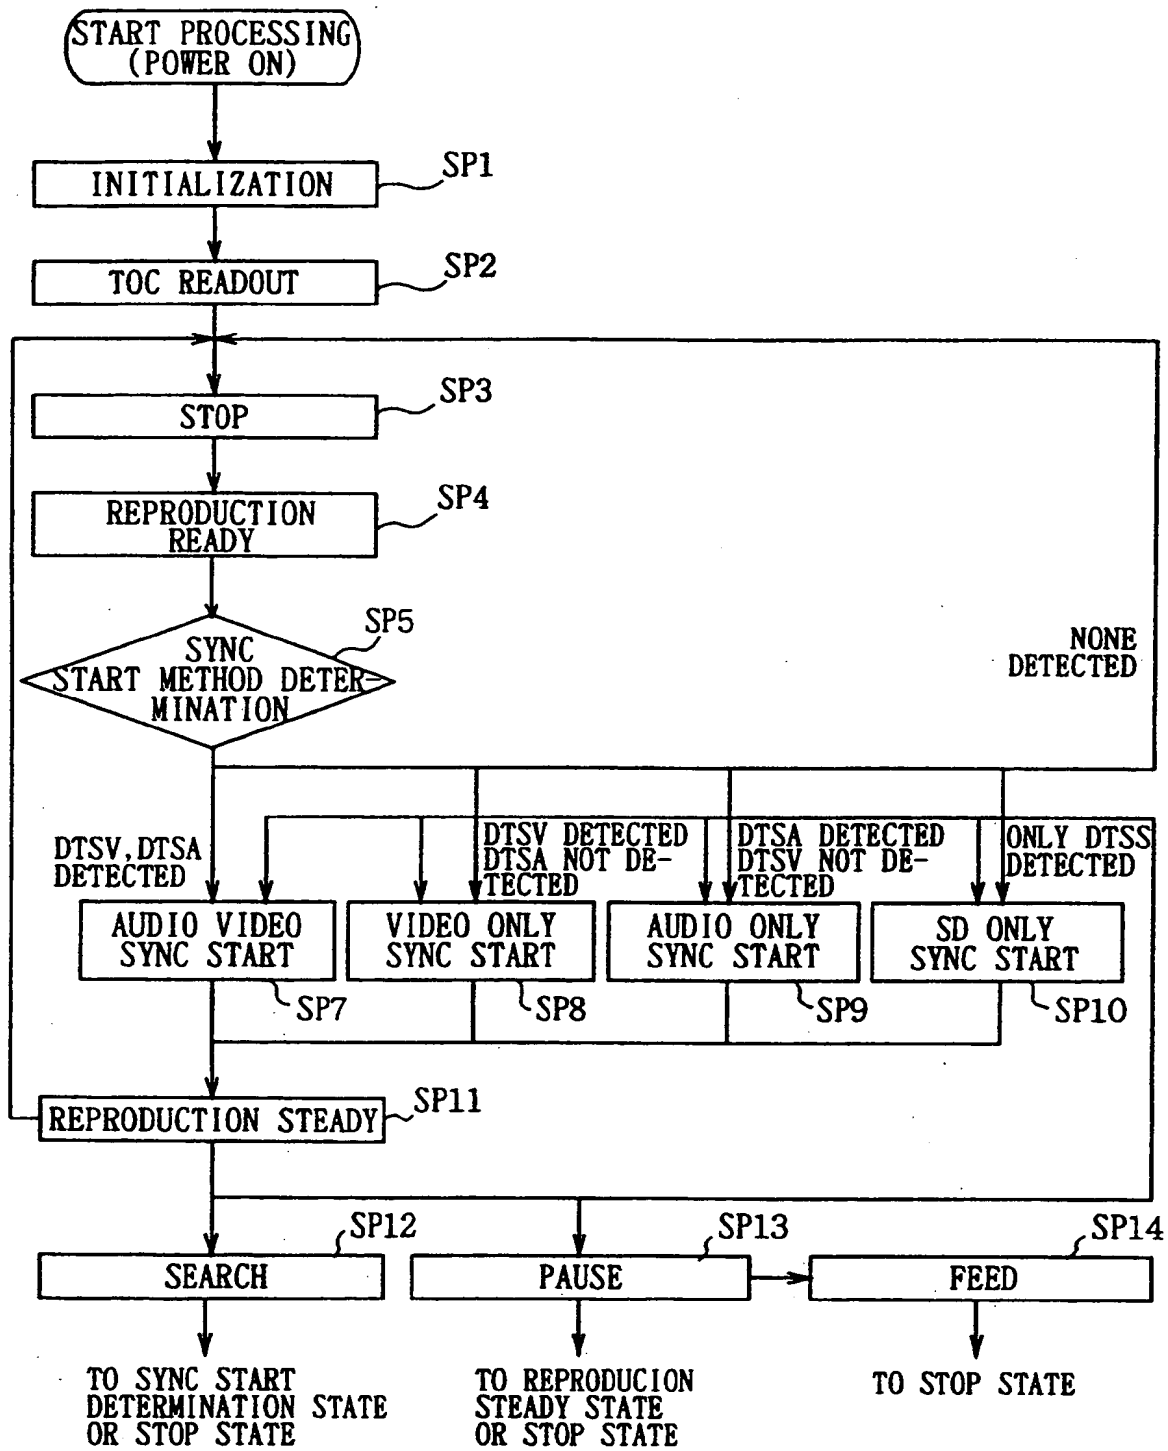 START PROCESSING
(POWER ON)
INITIALIZATION
SP1
TOC READOUT
SP2
STOP
SP3
REPRODUCTION
READY
SP4
SYNC
START METHOD DETER-
MINATION
SP5
NONE
DETECTED
DTSV, DTSA
DETECTED
DTSV DETECTED
DTSA NOT DE-
TECTED
DTSA DETECTED
DTSV NOT DE-
TECTED
ONLY DTSS
DETECTED
AUDIO VIDEO
SYNC START
SP7
VIDEO ONLY
SYNC START
SP8
AUDIO ONLY
SYNC START
SP9
SD ONLY
SYNC START
SP10
REPRODUCTION STEADY
SP11
SEARCH
SP12
PAUSE
SP13
FEED
SP14
TO SYNC START
DETERMINATION STATE
OR STOP STATE
TO REPRODUCION
STEADY STATE
OR STOP STATE
TO STOP STATE